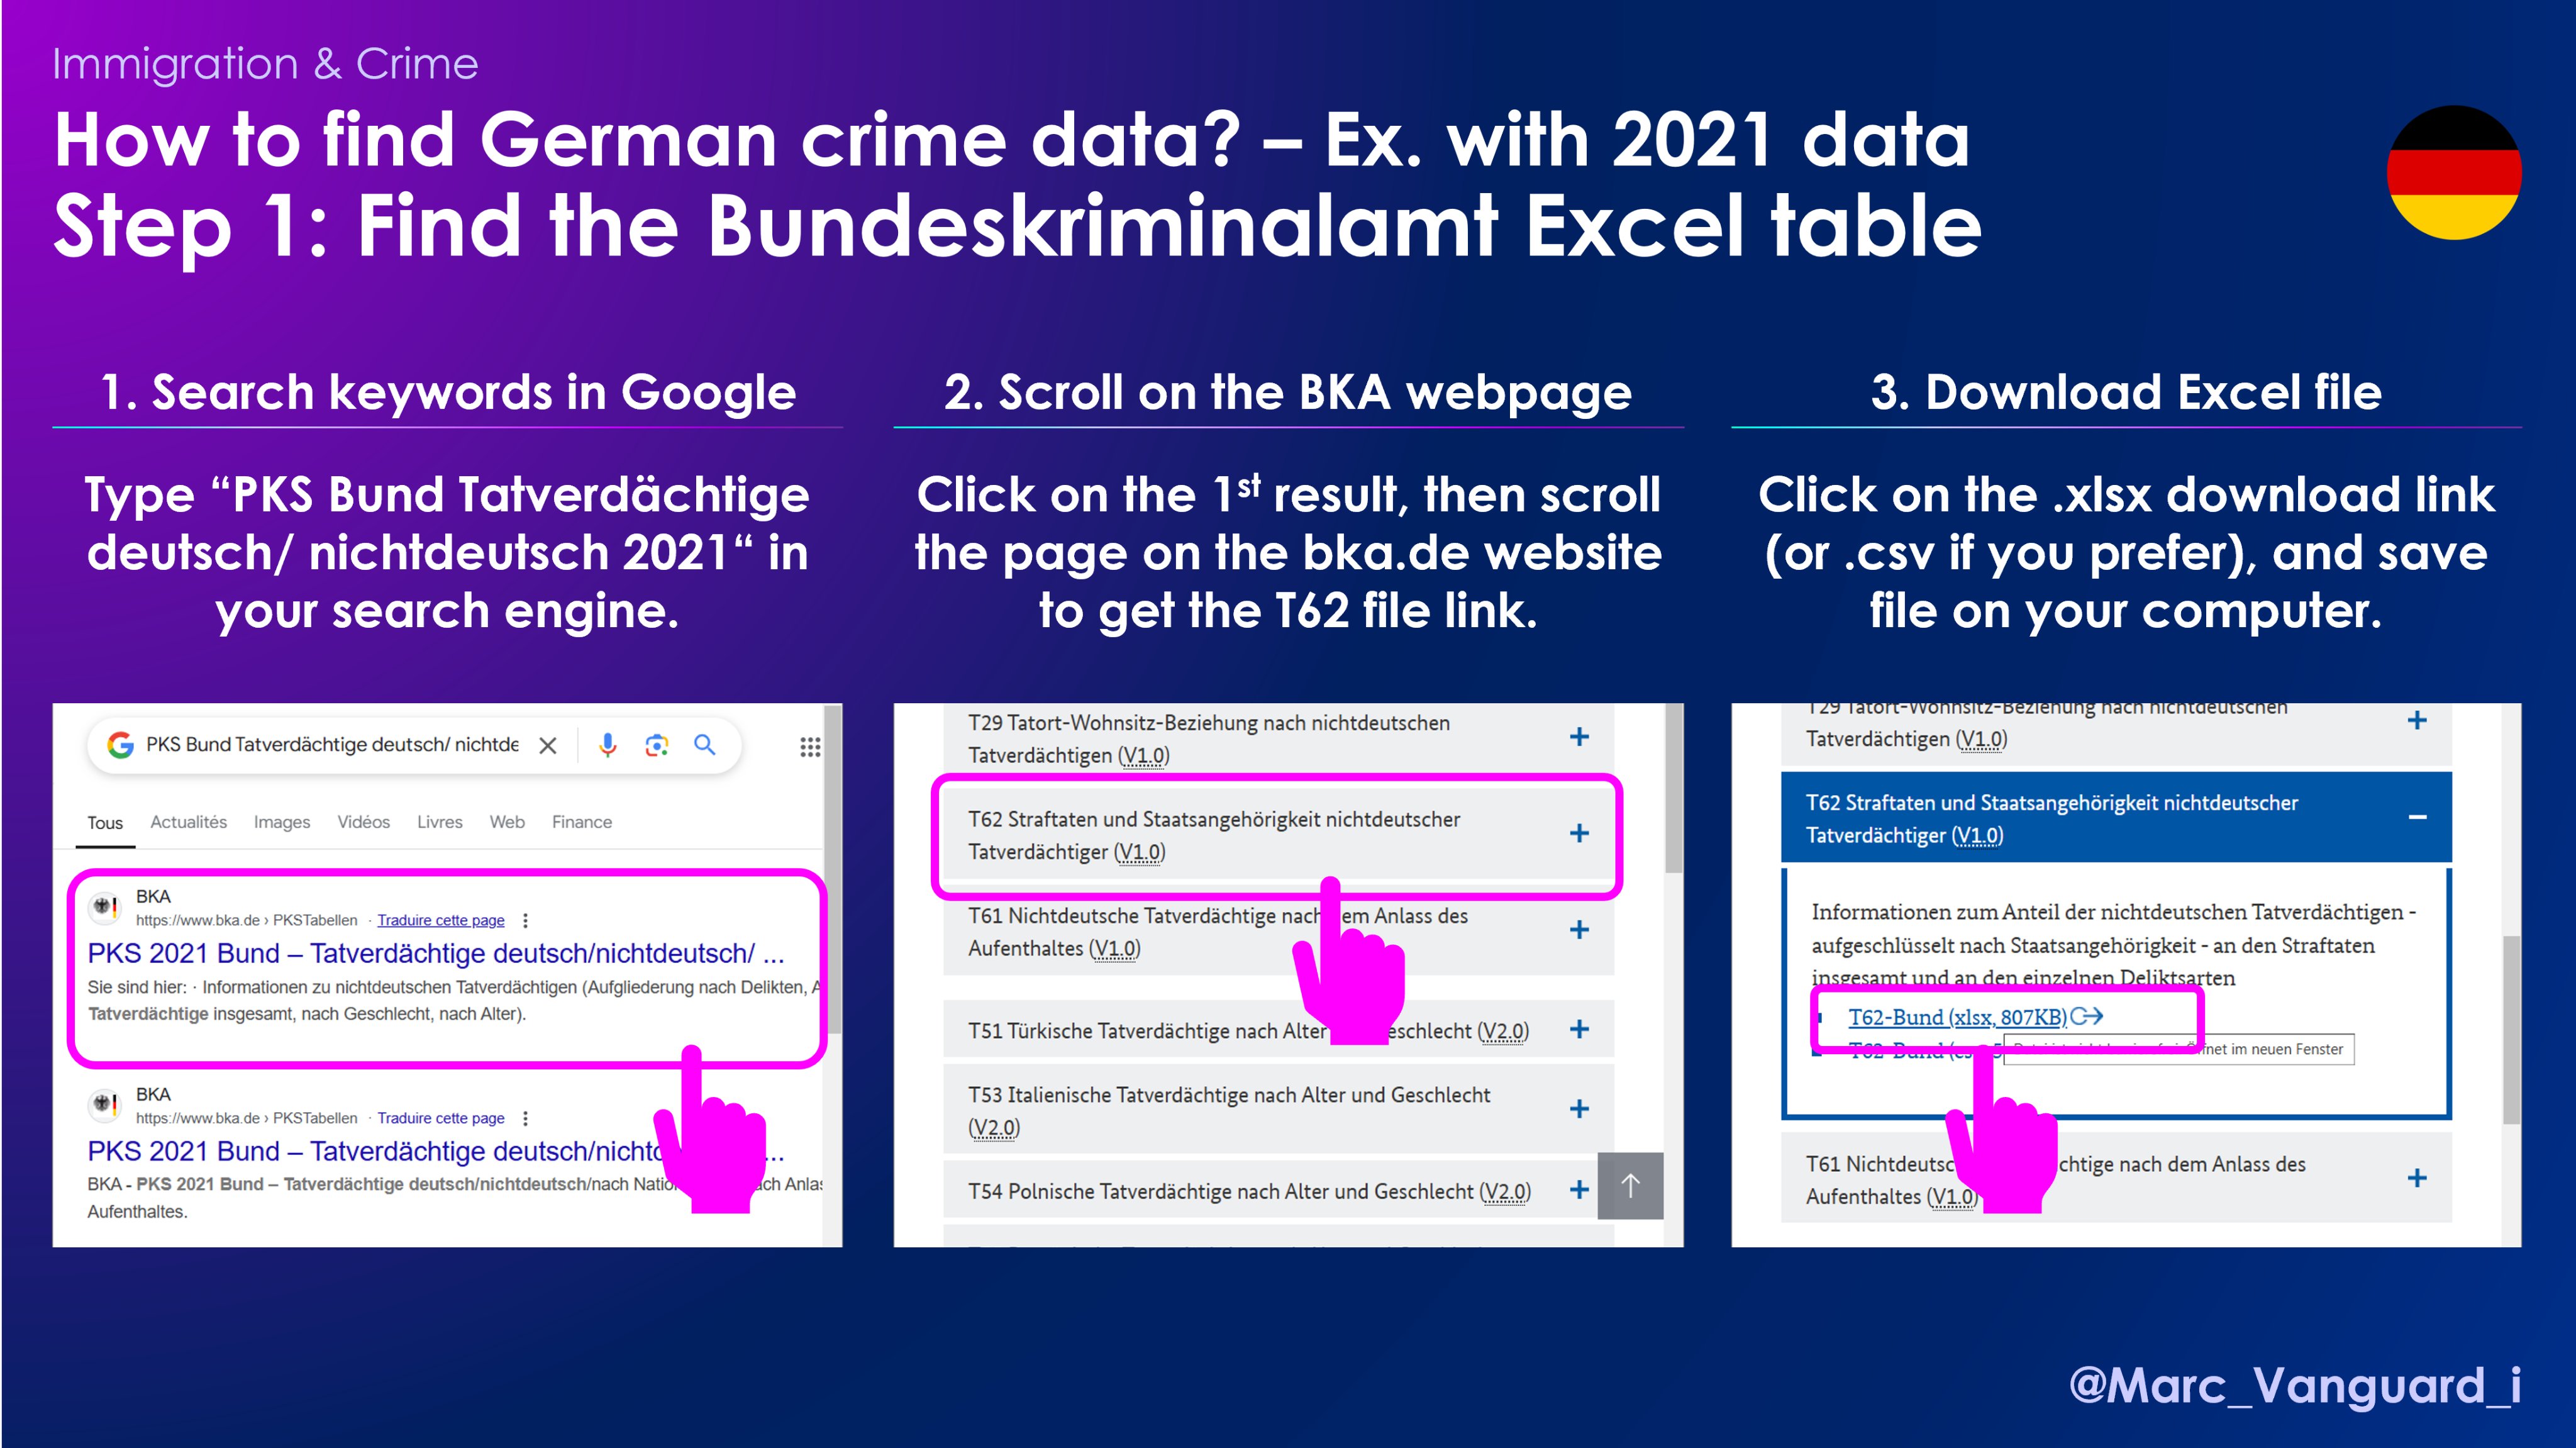 Immigration & Crime
How to find German crime data? – Ex. with 2021 data
Step 1: Find the Bundeskriminalamt Excel table
1. Search keywords in Google
Type “PKS Bund Tatverdächtige
deutsch/ nichtdeutsch 2021“ in
your search engine.
PKS Bund Tatverdächtige deutsch/ nichtde
Tous Actualités Images Vidéos Livres Web Finance
BKA
https://www.bka.de › PKSTabellen · Traduire cette page
PKS 2021 Bund – Tatverdächtige deutsch/nichtdeutsch/ ...
Sie sind hier: · Informationen zu nichtdeutschen Tatverdächtigen (Aufgliederung nach Delikten, A
Tatverdächtige insgesamt, nach Geschlecht, nach Alter).
BKA
https://www.bka.de › PKSTabellen · Traduire cette page
PKS 2021 Bund – Tatverdächtige deutsch/nichtd ...
BKA - PKS 2021 Bund – Tatverdächtige deutsch/nichtdeutsch/nach Natio ach Anlas
Aufenthaltes.
2. Scroll on the BKA webpage
Click on the 1st result, then scroll
the page on the bka.de website
to get the T62 file link.
T29 Tatort-Wohnsitz-Beziehung nach nichtdeutschen
Tatverdächtigen (V1.0)
T62 Straftaten und Staatsangehörigkeit nichtdeutscher
Tatverdächtiger (V1.0)
T61 Nichtdeutsche Tatverdächtige nach em Anlass des
Aufenthaltes (V1.0)
T51 Türkische Tatverdächtige nach Alter eschlecht (V2.0)
T53 Italienische Tatverdächtige nach Alter und Geschlecht
(V2.0)
T54 Polnische Tatverdächtige nach Alter und Geschlecht (V2.0)
3. Download Excel file
Click on the .xlsx download link
(or .csv if you prefer), and save
file on your computer.
T29 Tatort-Wohnsitz-Beziehung nach nichtdeutschen
Tatverdächtigen (V1.0)
T62 Straftaten und Staatsangehörigkeit nichtdeutscher
Tatverdächtiger (V1.0)
Informationen zum Anteil der nichtdeutschen Tatverdächtigen -
aufgeschlüsselt nach Staatsangehörigkeit - an den Straftaten
insgesamt und an den einzelnen Deliktsarten
T62-Bund (xlsx, 807KB)
T62-Bund
net im neuen Fenster
T61 Nichtdeutsc chtige nach dem Anlass des
Aufenthaltes (V1.0)
@Marc_Vanguard_i